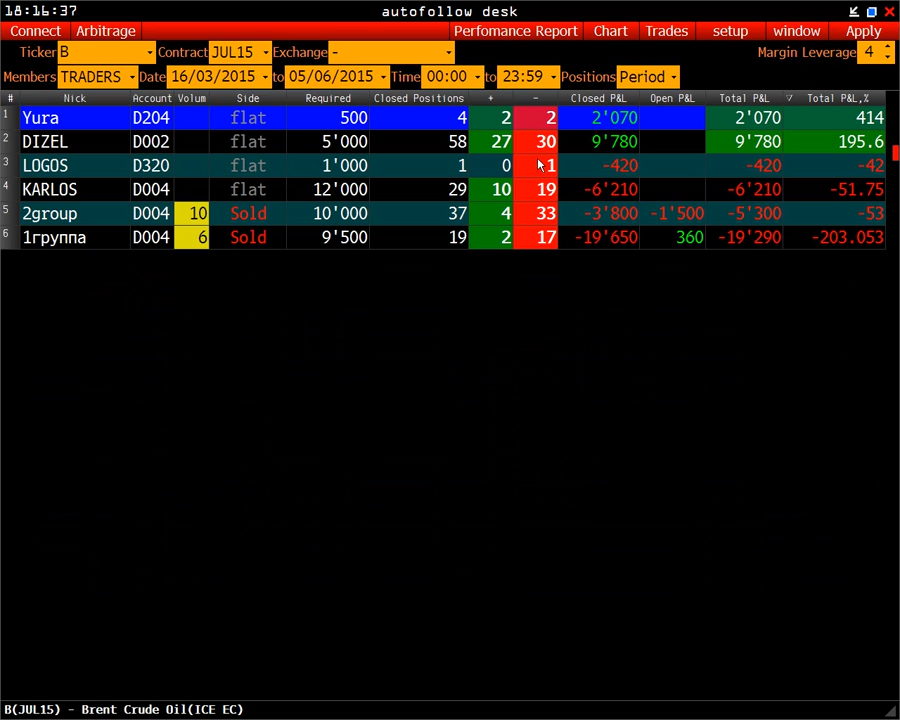 18:16:37 autofollow desk
Connect Arbitrage Perfomance Report Chart Trades setup window Apply
Ticker B Contract JUL15 Exchange - Margin Leverage 4
Members TRADERS Date 16/03/2015 to 05/06/2015 Time 00:00 to 23:59 Positions Period
# Nick Account Volum Side Required Closed Positions + - Closed P&L Open P&L Total P&L Total P&L,%
1 Yura D204 flat 500 4 2 2 2'070 2'070 414
2 DIZEL D002 flat 5'000 58 27 30 9'780 9'780 195.6
3 LOGOS D320 flat 1'000 1 0 1 -420 -420 -42
4 KARLOS D004 flat 12'000 29 10 19 -6'210 -6'210 -51.75
5 2group D004 10 Sold 10'000 37 4 33 -3'800 -1'500 -5'300 -53
6 1группа D004 6 Sold 9'500 19 2 17 -19'650 360 -19'290 -203.053
B(JUL15) - Brent Crude Oil(ICE EC)